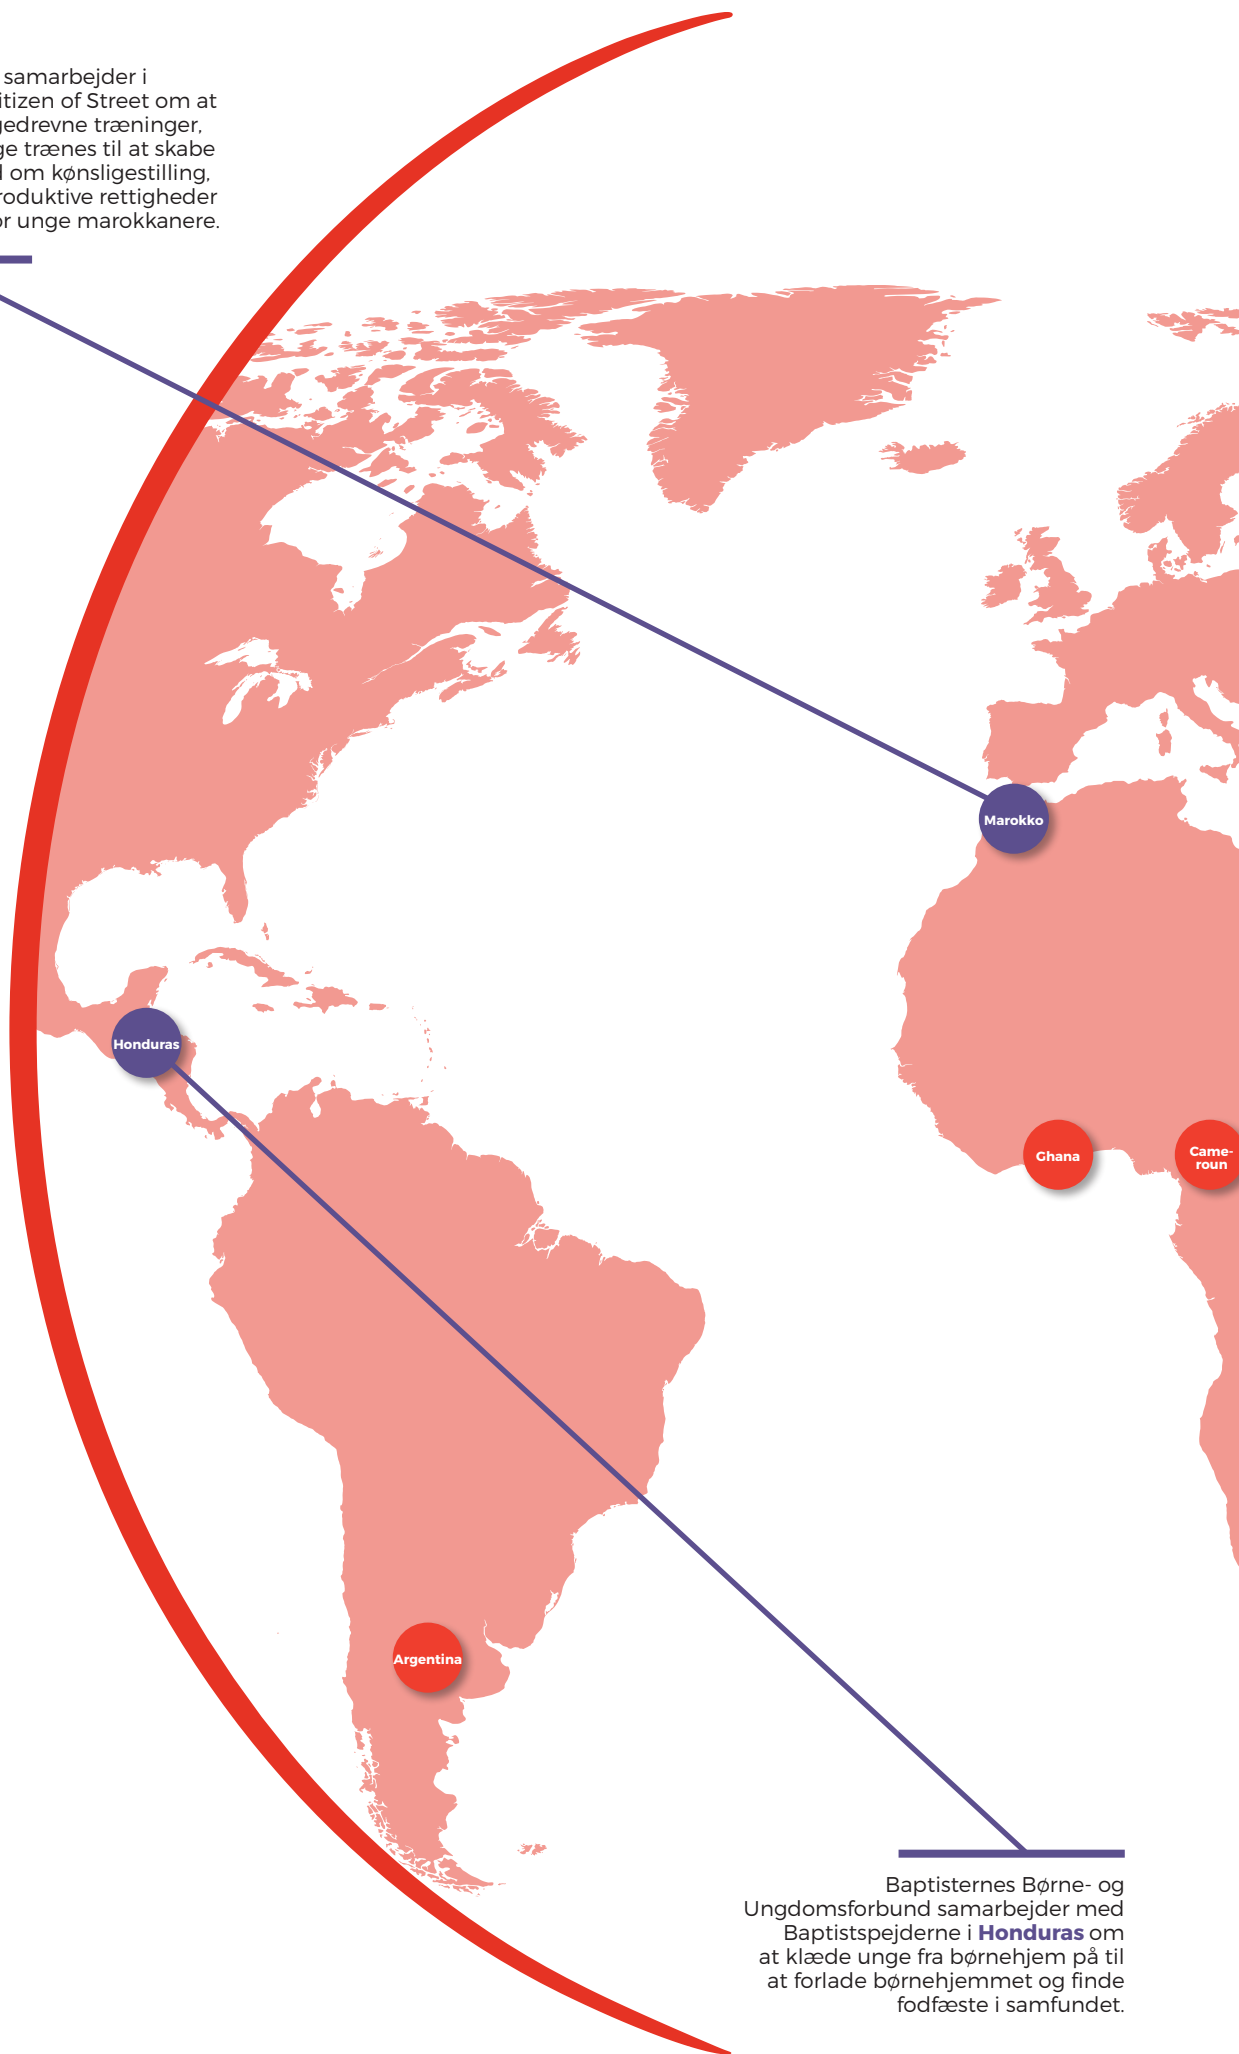 samarbejder i
itizen of Street om at
gedrevne træninger,
ge trænes til at skabe
om kønsligestilling,
roduktive rettigheder
or unge marokkanere.
Marokko
Honduras
Ghana
Came-
roun
Argentina
Baptisternes Børne- og
Ungdomsforbund samarbejder med
Baptistspejderne i Honduras om
at klæde unge fra børnehjem på til
at forlade børnehjemmet og finde
fodfæste i samfundet.